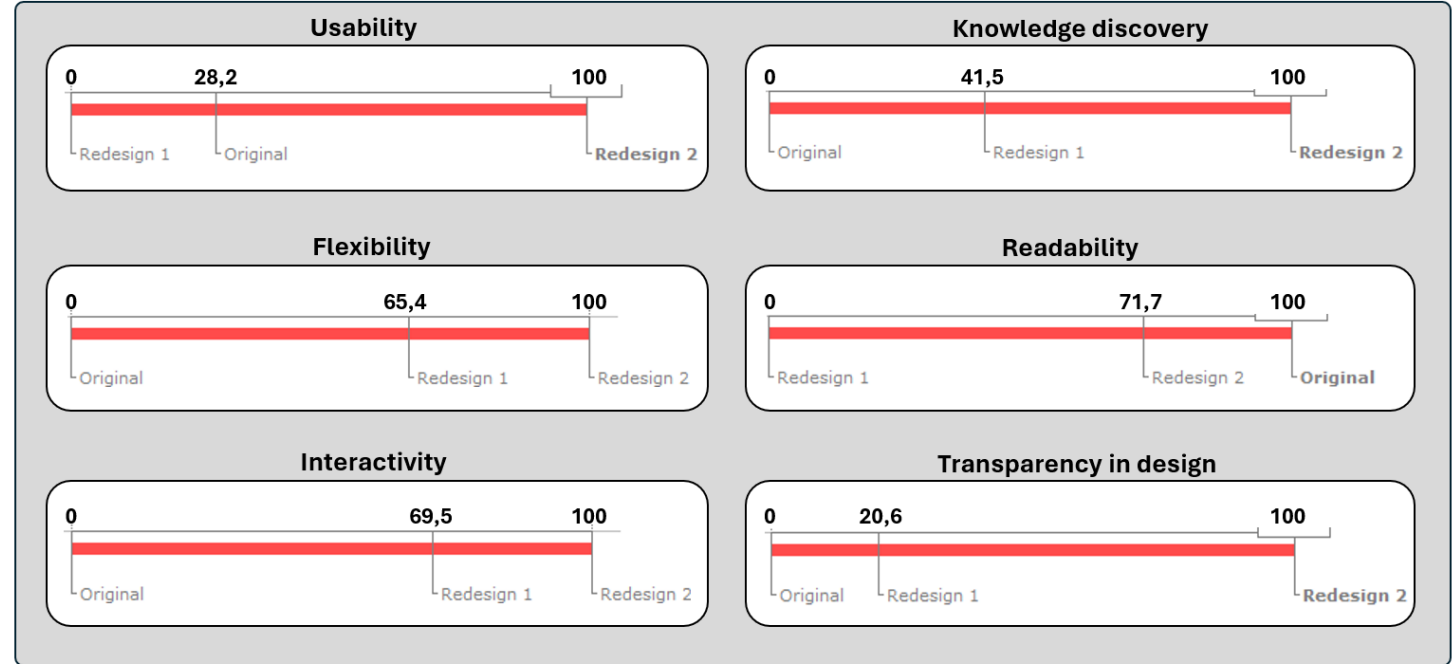 Usability
0 28,2 100
Redesign 1 Original Redesign 2
Knowledge discovery
0 41,5 100
Original Redesign 1 Redesign 2
Flexibility
0 65,4 100
Original Redesign 1 Redesign 2
Readability
0 71,7 100
Redesign 1 Redesign 2 Original
Interactivity
0 69,5 100
Original Redesign 1 Redesign 2
Transparency in design
0 20,6 100
Original Redesign 1 Redesign 2